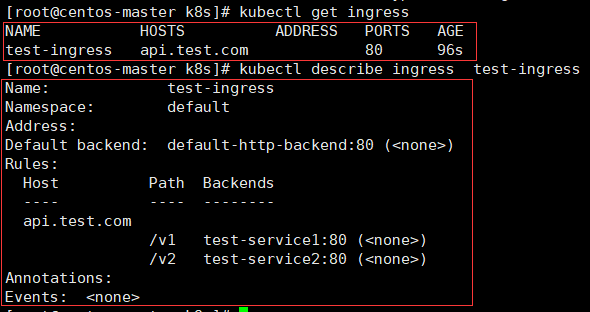 [root@centos-master k8s]# kubectl get ingress
NAME HOSTS ADDRESS PORTS AGE
test-ingress api.test.com 80 96s
[root@centos-master k8s]# kubectl describe ingress test-ingress
Name: test-ingress
Namespace: default
Address:
Default backend: default-http-backend:80 (<none>)
Rules:
Host Path Backends
---- ---- --------
api.test.com
/v1 test-service1:80 (<none>)
/v2 test-service2:80 (<none>)
Annotations:
Events: <none>
[root@centos-master k8s]#